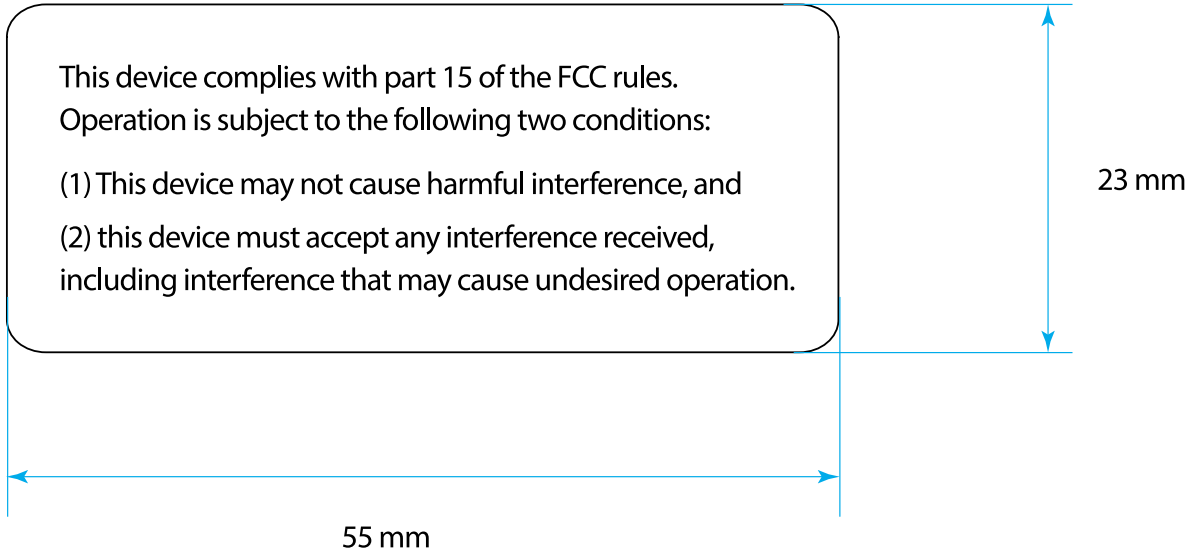 This device complies with part 15 of the FCC rules.
Operation is subject to the following two conditions:
(1) This device may not cause harmful interference, and
(2) this device must accept any interference received,
including interference that may cause undesired operation.
23 mm
55 mm